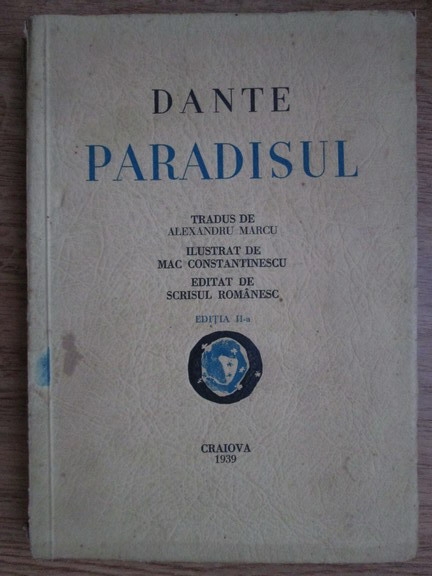 DANTE
PARADISUL
TRADUS DE
ALEXANDRU MARCU
ILUSTRAT DE
MAC CONSTANTINESCU
EDITAT DE
SCRISUL ROMÂNESC
EDIȚIA II-a
CRAIOVA
1939